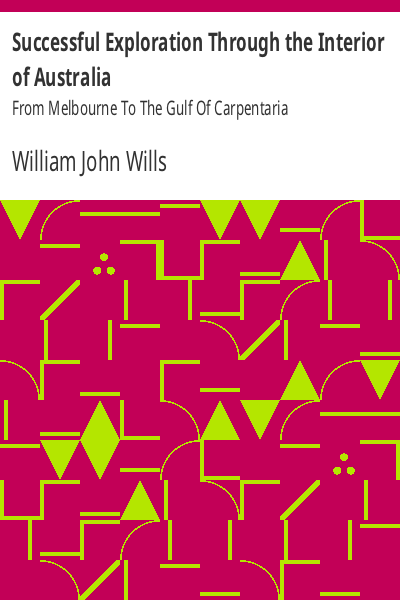 Successful Exploration Through the Interior
of Australia
From Melbourne To The Gulf Of Carpentaria
William John Wills